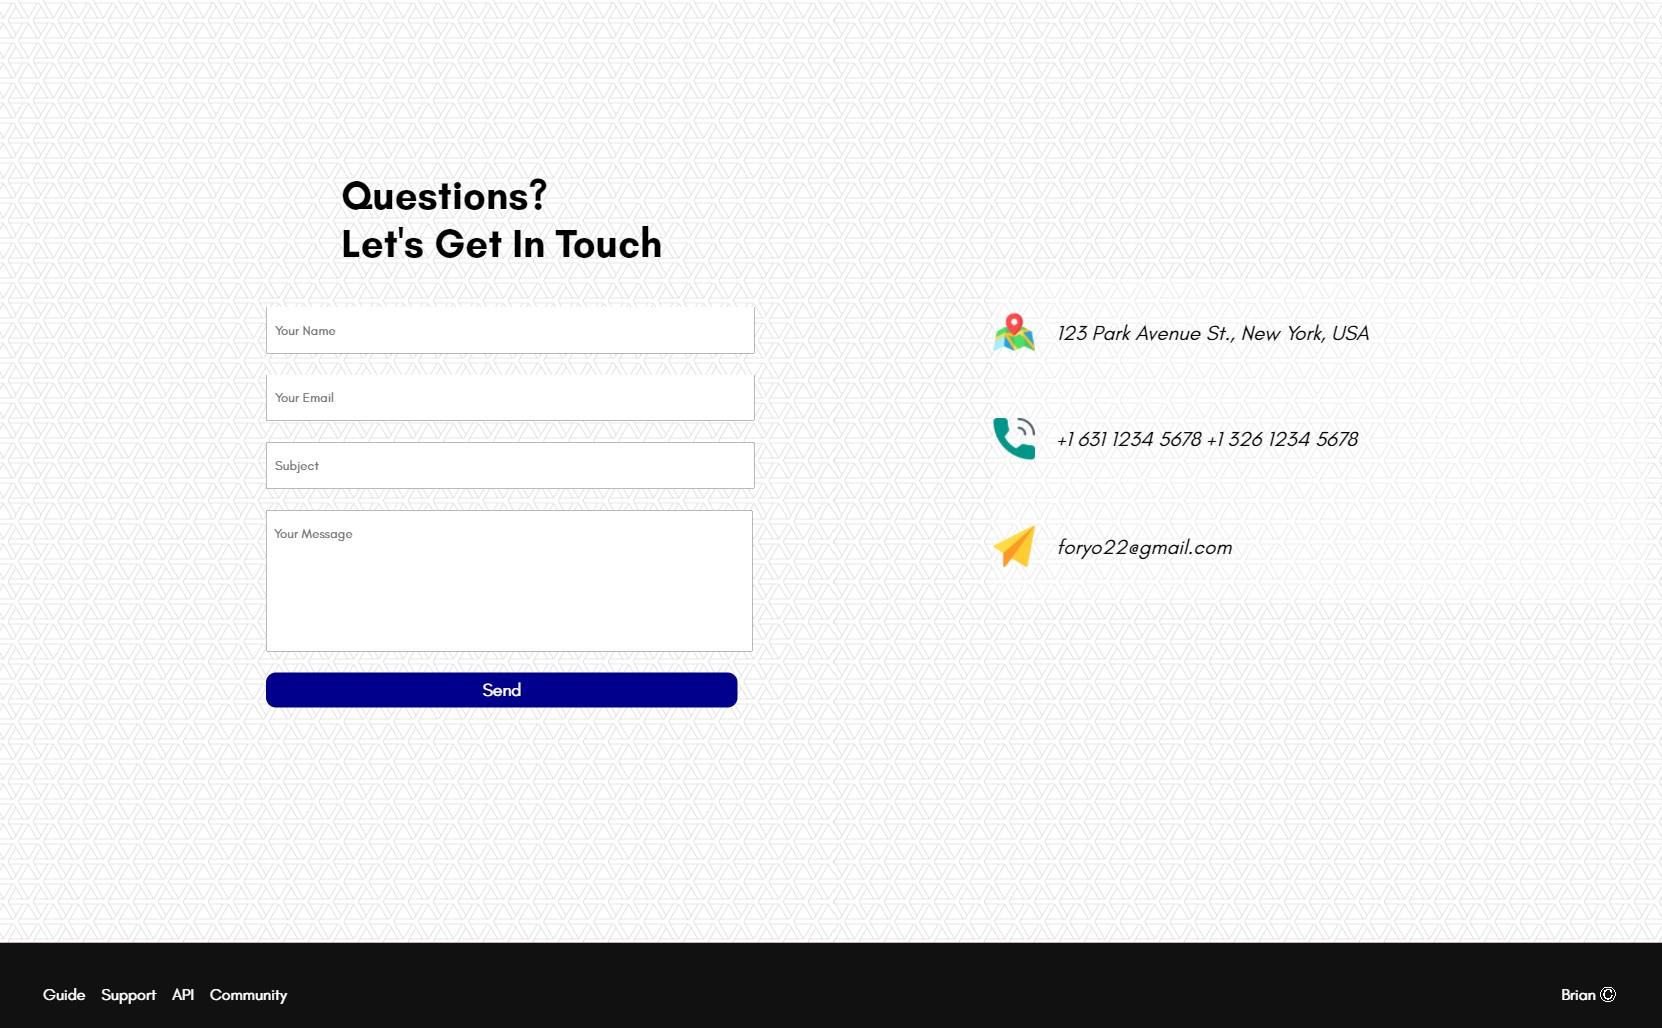 Questions?
Let's Get In Touch
Your Name
Your Email
Subject
Your Message
Send
123 Park Avenue St., New York, USA
+1 631 1234 5678 +1 326 1234 5678
foryo22@gmail.com
Guide Support API Community
Brian ©